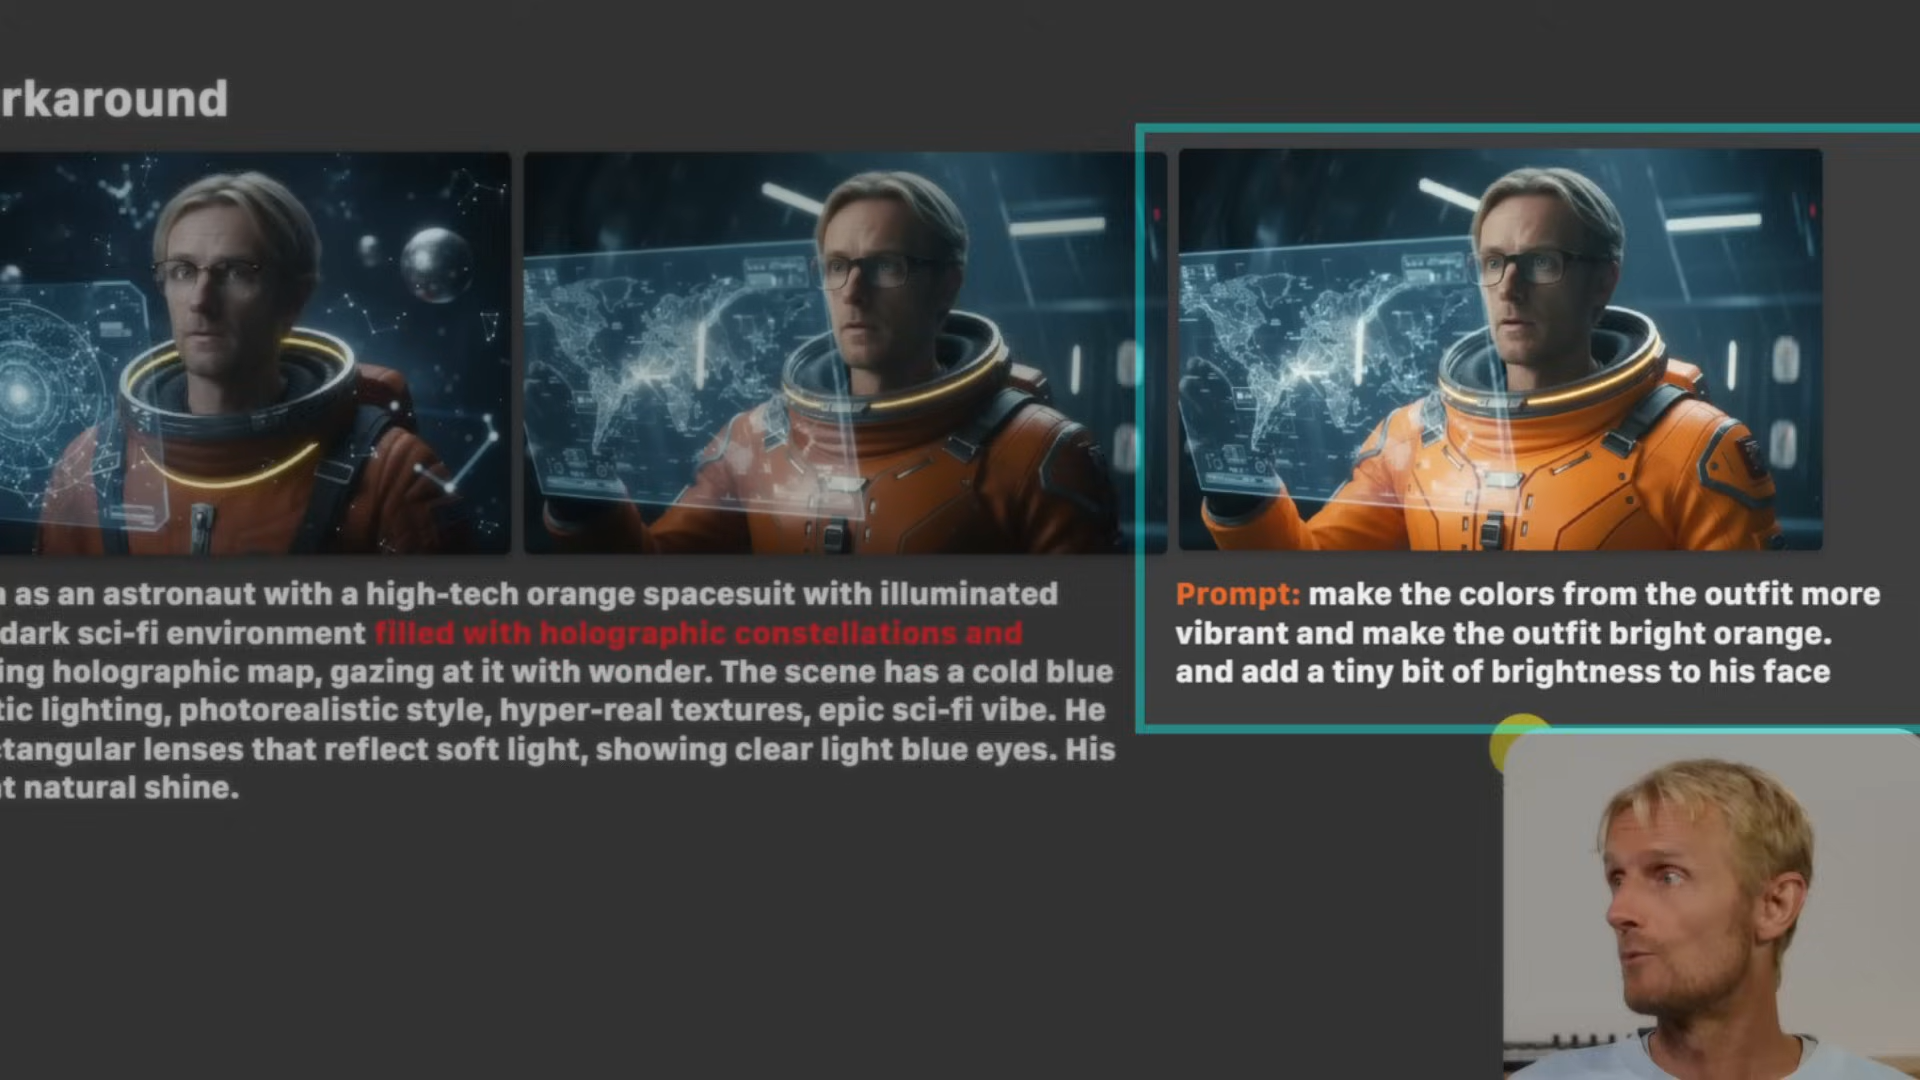 rkaround
as an astronaut with a high-tech orange spacesuit with illuminated
dark sci-fi environment filled with holographic constellations and
ing holographic map, gazing at it with wonder. The scene has a cold blue
tic lighting, photorealistic style, hyper-real textures, epic sci-fi vibe. He
ctangular lenses that reflect soft light, showing clear light blue eyes. His
t natural shine.
Prompt: make the colors from the outfit more
vibrant and make the outfit bright orange.
and add a tiny bit of brightness to his face